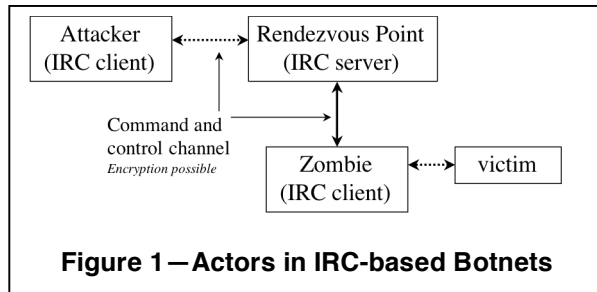 Attacker
(IRC client)
Rendezvous Point
(IRC server)
Command and
control channel
Encryption possible
Zombie
(IRC client)
victim
Figure 1—Actors in IRC-based Botnets